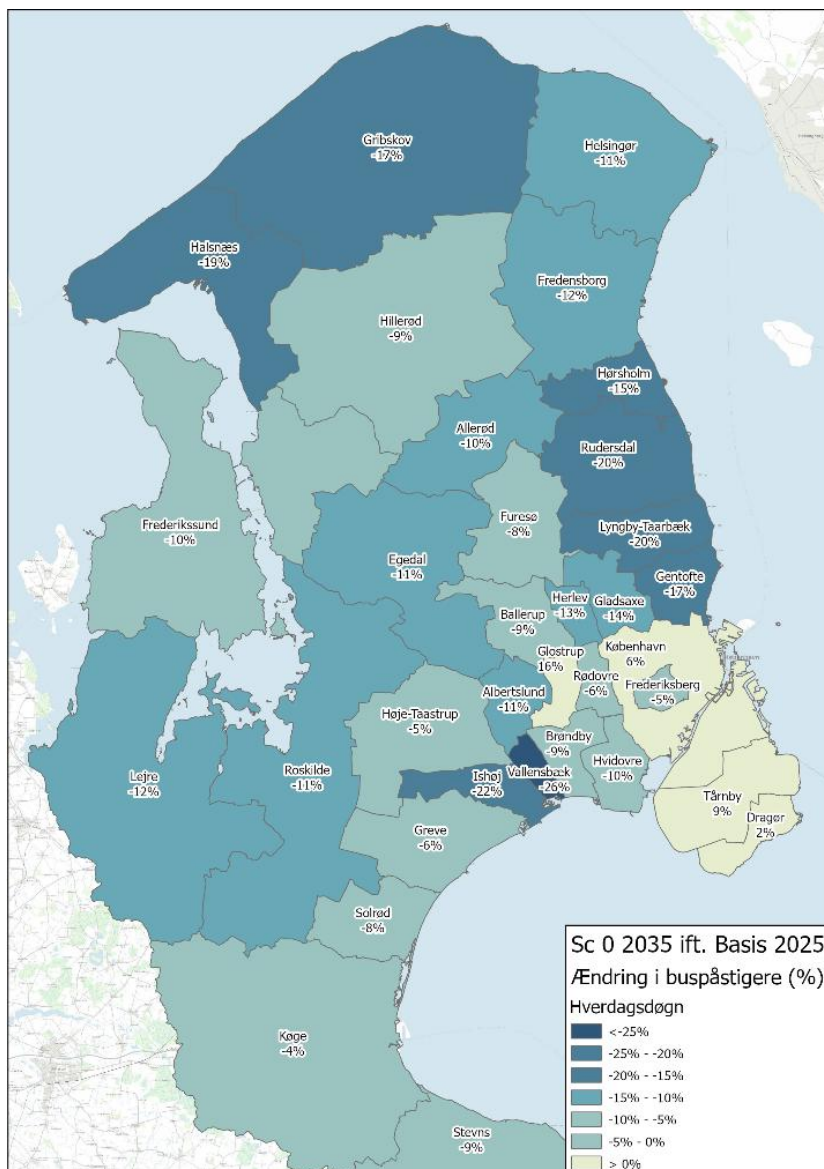 Gribskov
-17%
Helsingør
-11%
Halsnæs
-19%
Fredensborg
-12%
Hillerød
-9%
Hørsholm
-15%
Allerød
-10%
Rudersdal
-20%
Furesø
-8%
Lyngby-Taarbæk
-20%
Frederikssund
-10%
Egedal
-11%
Gentofte
-17%
Herlev
-13%
Gladsaxe
-14%
Ballerup
-9%
Glostrup
16%
København
6%
Rødovre
-6%
Frederiksberg
-5%
Albertslund
-11%
Høje-Taastrup
-5%
Brøndby
-9%
Hvidovre
-10%
Lejre
-12%
Roskilde
-11%
Ishøj
-22%
Vallensbæk
-26%
Tårnby
9%
Dragør
2%
Greve
-6%
Solrød
-8%
Køge
-4%
Stevns
-9%
Sc 0 2035 ift. Basis 2025
Ændring i buspåstigere (%)
Hverdagsdøgn
<-25%
-25% - -20%
-20% - -15%
-15% - -10%
-10% - -5%
-5% - 0%
> 0%